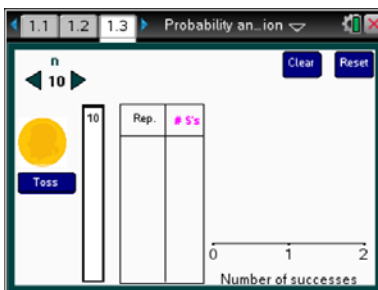 1.1 1.2 1.3 Probability an...ion
n
10
Clear Reset
10 Rep. # S's
Toss
0 1 2
Number of successes